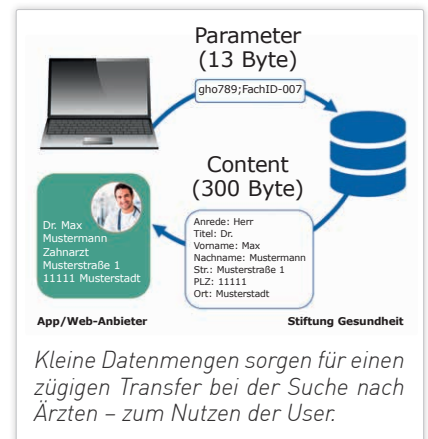 Parameter
(13 Byte)
gho789;FachID-007
Content
(300 Byte)
Dr. Max
Mustermann
Zahnarzt
Musterstraße 1
11111 Musterstadt
Anrede: Herr
Titel: Dr.
Vorname: Max
Nachname: Mustermann
Str.: Musterstraße 1
PLZ: 11111
Ort: Musterstadt
App/Web-Anbieter
Stiftung Gesundheit
Kleine Datenmengen sorgen für einen
zügigen Transfer bei der Suche nach
Ärzten – zum Nutzen der User.